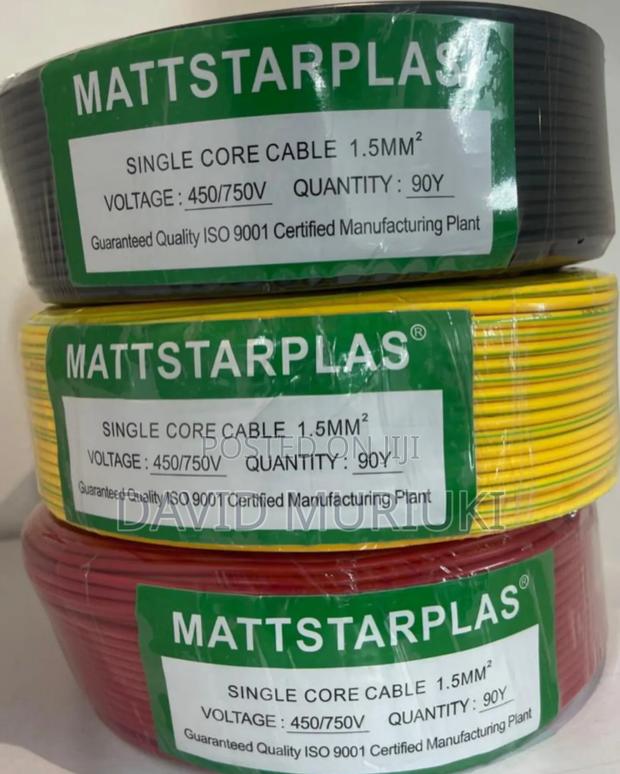 MATTSTARPLAS
SINGLE CORE CABLE 1.5MM²
VOLTAGE : 450/750V QUANTITY : 90Y
Guaranteed Quality ISO 9001 Certified Manufacturing Plant
MATTSTARPLAS®
SINGLE CORE CABLE 1.5MM²
VOLTAGE : 450/750V QUANTITY : 90Y
POSTED ON JIJI
Guaranteed Quality ISO 9001 Certified Manufacturing Plant
DAVID MURIUKI
MATTSTARPLAS®
SINGLE CORE CABLE 1.5MM²
VOLTAGE : 450/750V QUANTITY : 90Y
Guaranteed Quality ISO 9001 Certified Manufacturing Plant